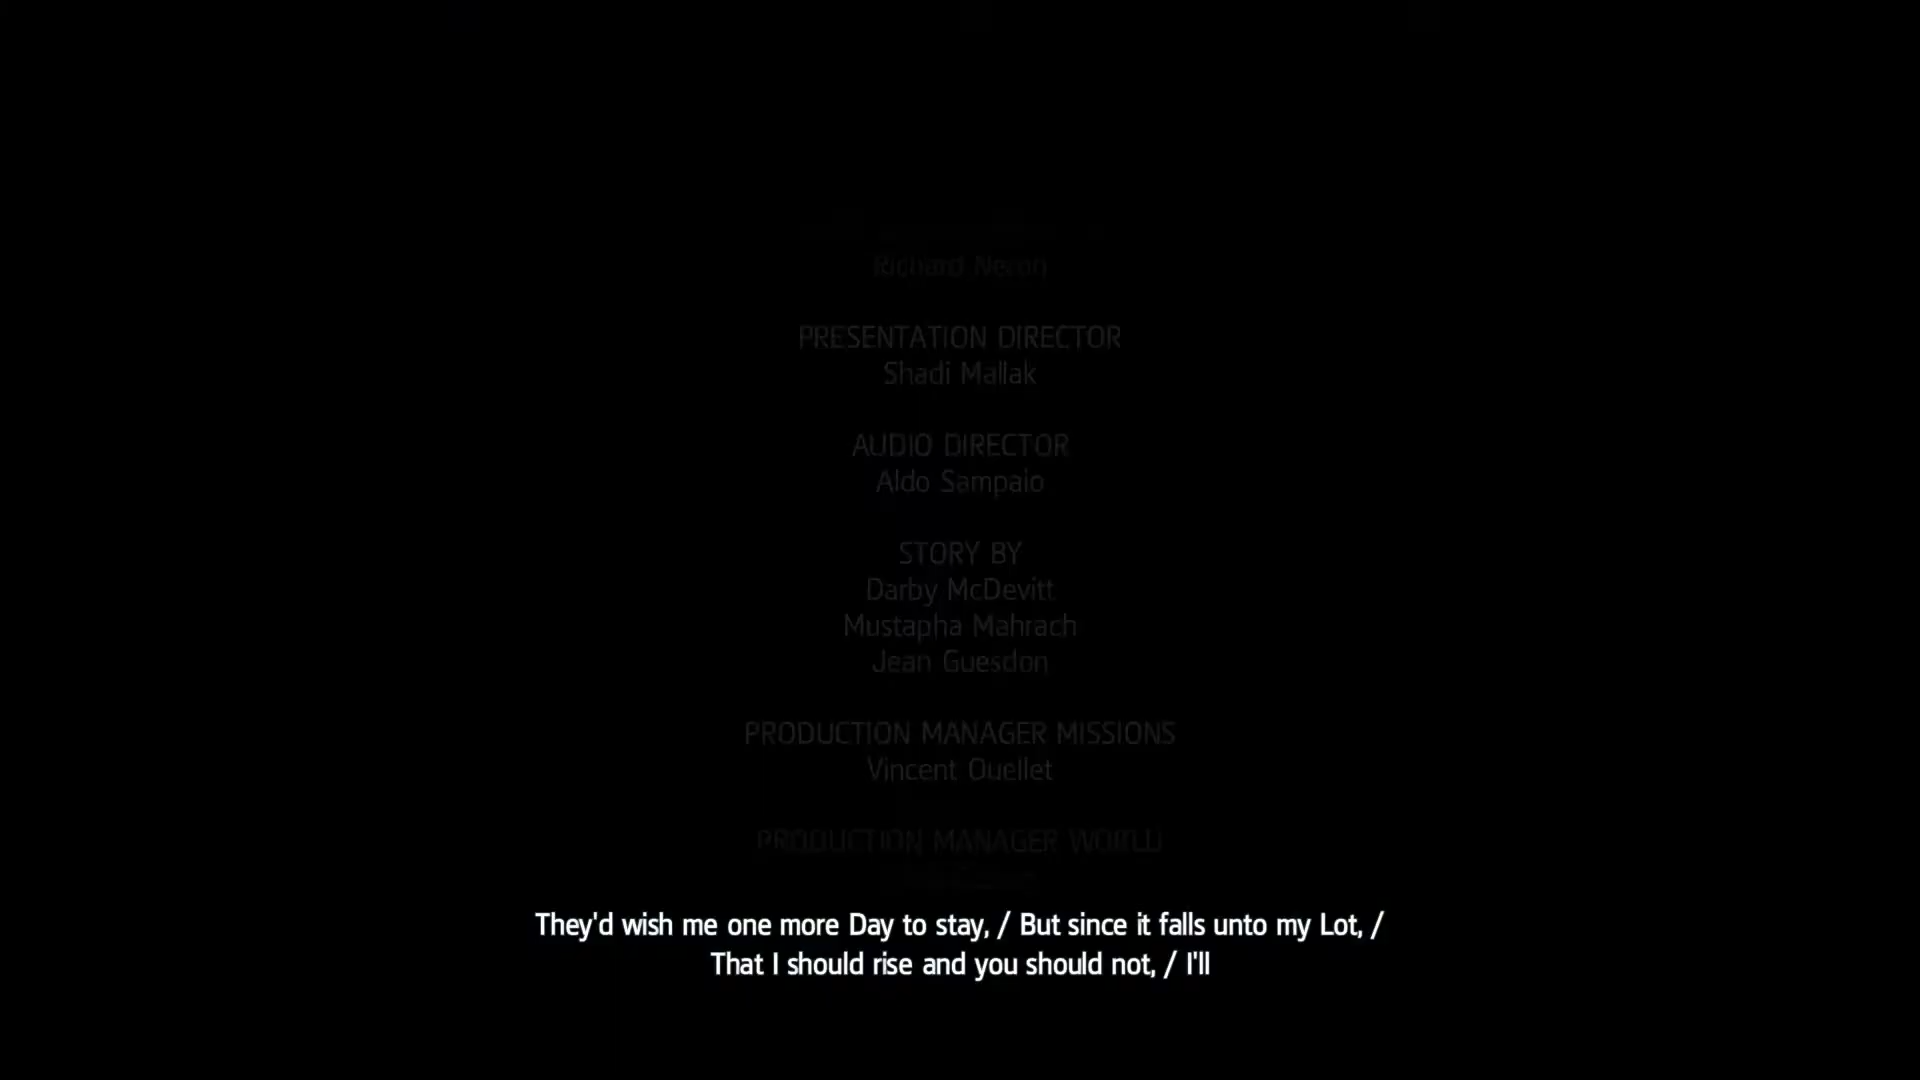 PRESENTATION DIRECTOR
Shadi Mallak
AUDIO DIRECTOR
Aldo Sampaio
STORY BY
Darby McDevitt
Mustapha Mahrach
Jean Guesdon
PRODUCTION MANAGER MISSIONS
Vincent Ouellet
PRODUCTION MANAGER WORLD
They'd wish me one more Day to stay, / But since it falls unto my Lot, /
That I should rise and you should not, / I'll